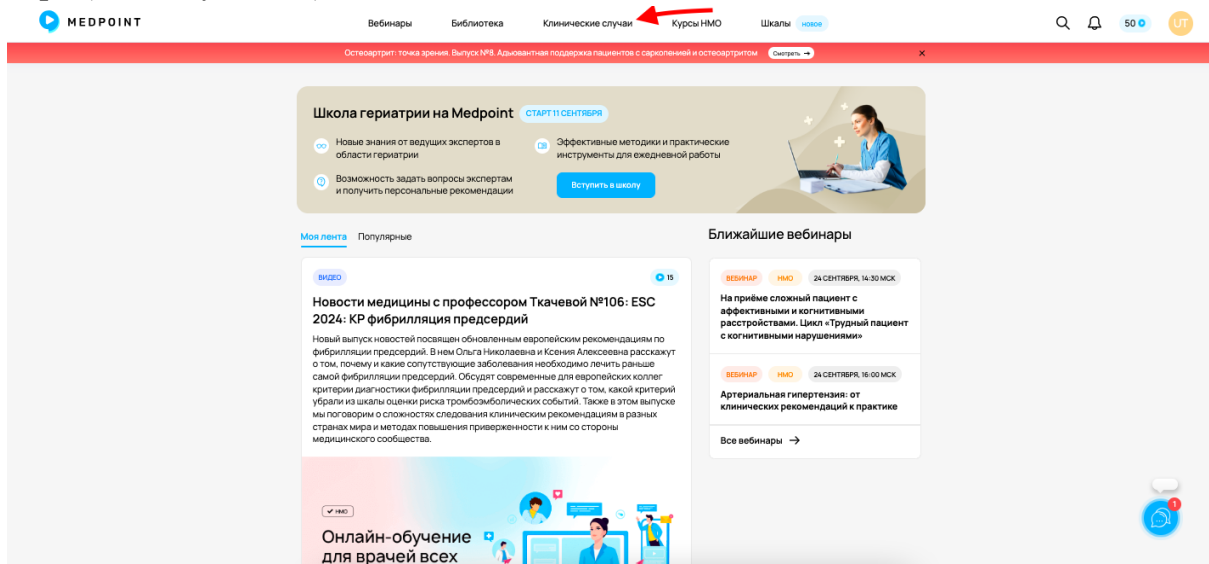 MEDPOINT
Вебинары Библиотека Клинические случаи Курсы НМО Шкалы новое
50 UT
Остеоартрит: точка зрения. Выпуск №8. Адъювантная поддержка пациентов с саркопенией и остеоартритом Смотреть →
Школа гериатрии на Medpoint СТАРТ 11 СЕНТЯБРЯ
Новые знания от ведущих экспертов в
области гериатрии
Эффективные методики и практические
инструменты для ежедневной работы
Возможность задать вопросы экспертам
и получить персональные рекомендации
Вступить в школу
Моя лента Популярные
ВИДЕО 15
Новости медицины с профессором Ткачевой №106: ESC
2024: КР фибрилляция предсердий
Новый выпуск новостей посвящен обновленным европейским рекомендациям по
фибрилляции предсердий. В нем Ольга Николаевна и Ксения Алексеевна расскажут
о том, почему и какие сопутствующие заболевания необходимо лечить раньше
самой фибрилляции предсердий. Обсудят современные для европейских коллег
критерии диагностики фибрилляции предсердий и расскажут о том, какой критерий
убрали из шкалы оценки риска тромбоэмболических событий. Также в этом выпуске
мы поговорим о сложностях следования клиническим рекомендациям в разных
странах мира и методах повышения приверженности к ним со стороны
медицинского сообщества.
НМО
Онлайн-обучение
для врачей всех
Ближайшие вебинары
ВЕБИНАР НМО 24 СЕНТЯБРЯ, 14:30 МСК
На приёме сложный пациент с
аффективными и когнитивными
расстройствами. Цикл «Трудный пациент
с когнитивными нарушениями»
ВЕБИНАР НМО 24 СЕНТЯБРЯ, 16:00 МСК
Артериальная гипертензия: от
клинических рекомендаций к практике
Все вебинары →
1